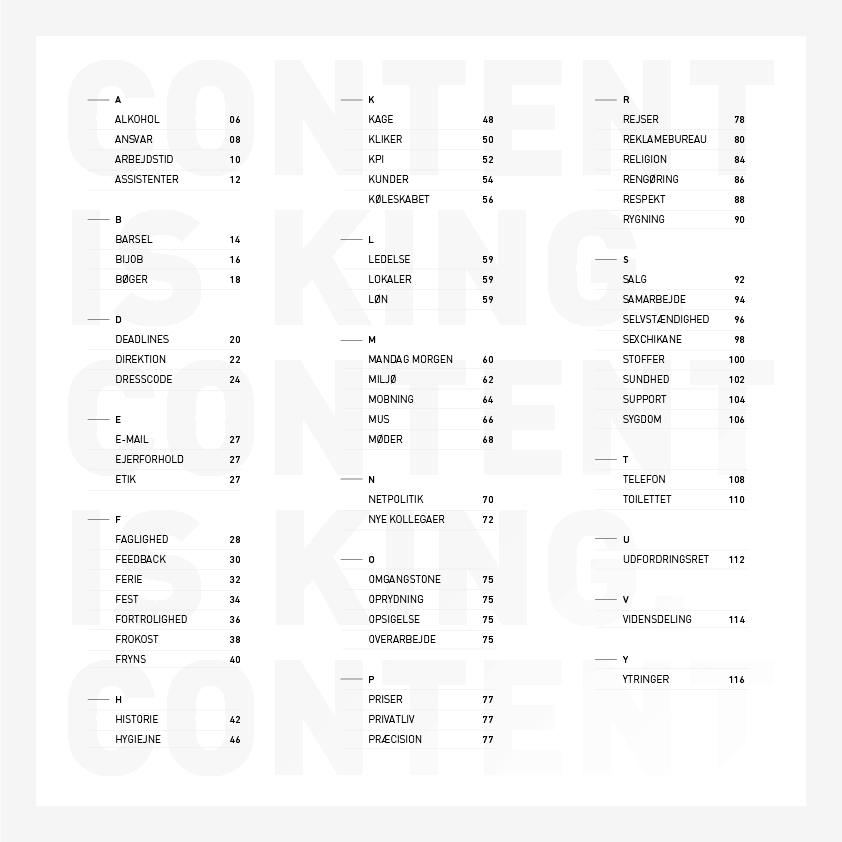 CONTENT
IS KING.
CONTENT
IS KING.
CONTENT
A
ALKOHOL 06
ANSVAR 08
ARBEJDSTID 10
ASSISTENTER 12
B
BARSEL 14
BIJOB 16
BØGER 18
D
DEADLINES 20
DIREKTION 22
DRESSCODE 24
E
E-MAIL 27
EJERFORHOLD 27
ETIK 27
F
FAGLIGHED 28
FEEDBACK 30
FERIE 32
FEST 34
FORTROLIGHED 36
FROKOST 38
FRYNS 40
H
HISTORIE 42
HYGIEJNE 46
K
KAGE 48
KLIKER 50
KPI 52
KUNDER 54
KØLESKABET 56
L
LEDELSE 59
LOKALER 59
LØN 59
M
MANDAG MORGEN 60
MILJØ 62
MOBNING 64
MUS 66
MØDER 68
N
NETPOLITIK 70
NYE KOLLEGAER 72
O
OMGANGSTONE 75
OPRYDNING 75
OPSIGELSE 75
OVERARBEJDE 75
P
PRISER 77
PRIVATLIV 77
PRÆCISION 77
R
REJSER 78
REKLAMEBUREAU 80
RELIGION 84
RENGØRING 86
RESPEKT 88
RYGNING 90
S
SALG 92
SAMARBEJDE 94
SELVSTÆNDIGHED 96
SEXCHIKANE 98
STOFFER 100
SUNDHED 102
SUPPORT 104
SYGDOM 106
T
TELEFON 108
TOILETTET 110
U
UDFORDRINGSRET 112
V
VIDENSDELING 114
Y
YTRINGER 116